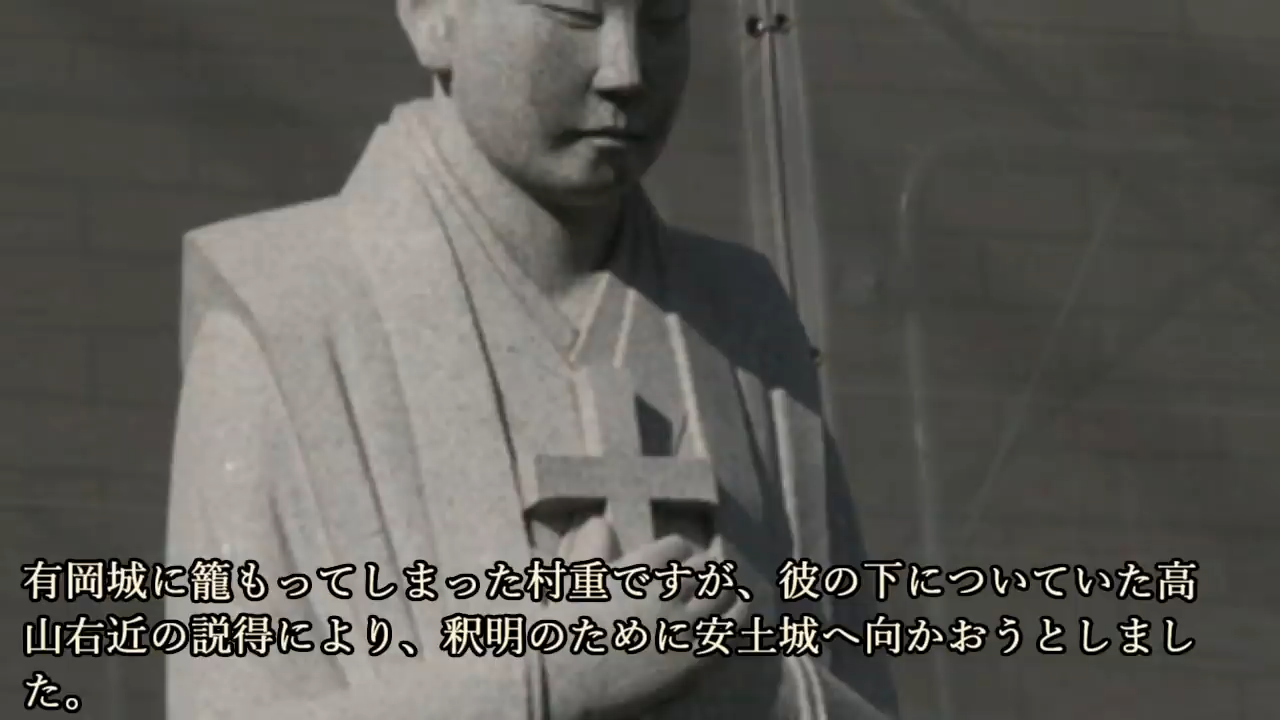 有岡城に籠もってしまった村重ですが、彼の下についていた高
山右近の説得により、釈明のために安土城へ向かおうとしまし
た。